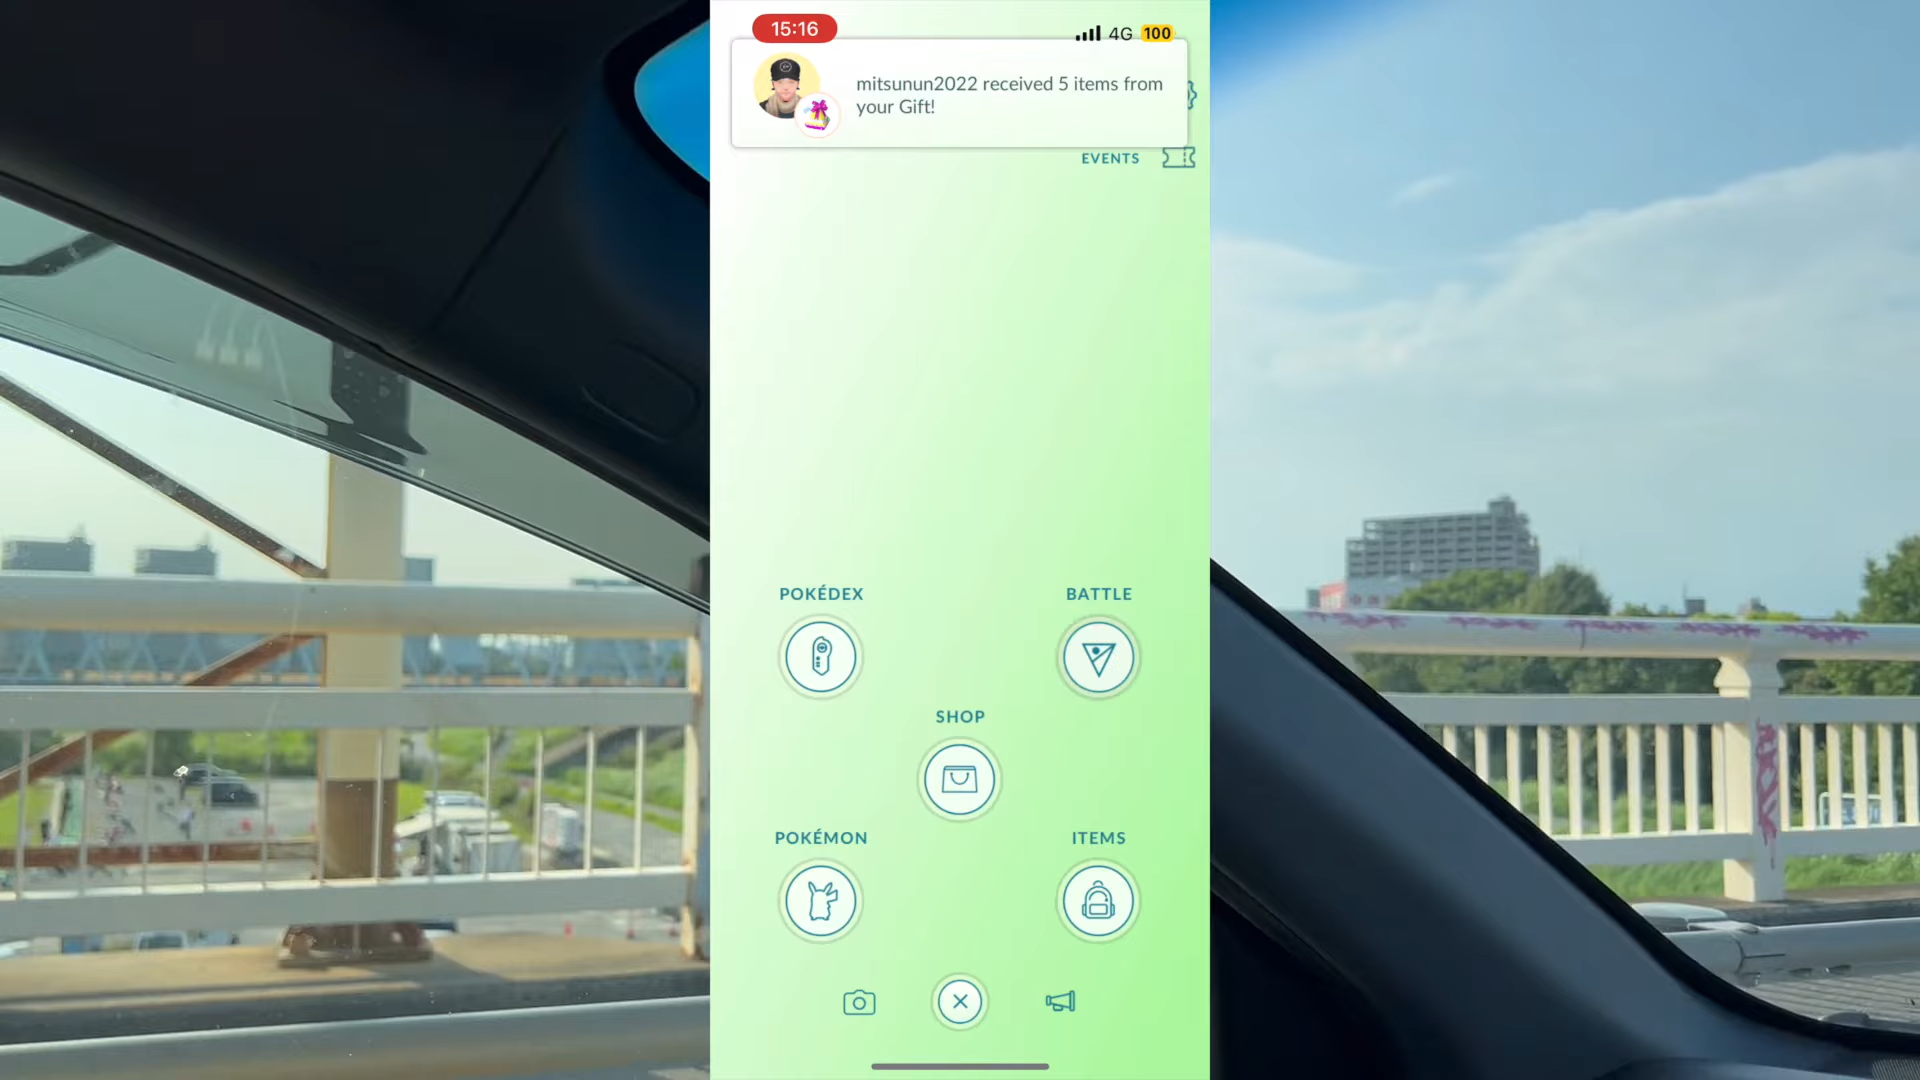 15:16
4G 100
mitsunun2022 received 5 items from
your Gift!
EVENTS
POKÉDEX
BATTLE
SHOP
POKÉMON
ITEMS